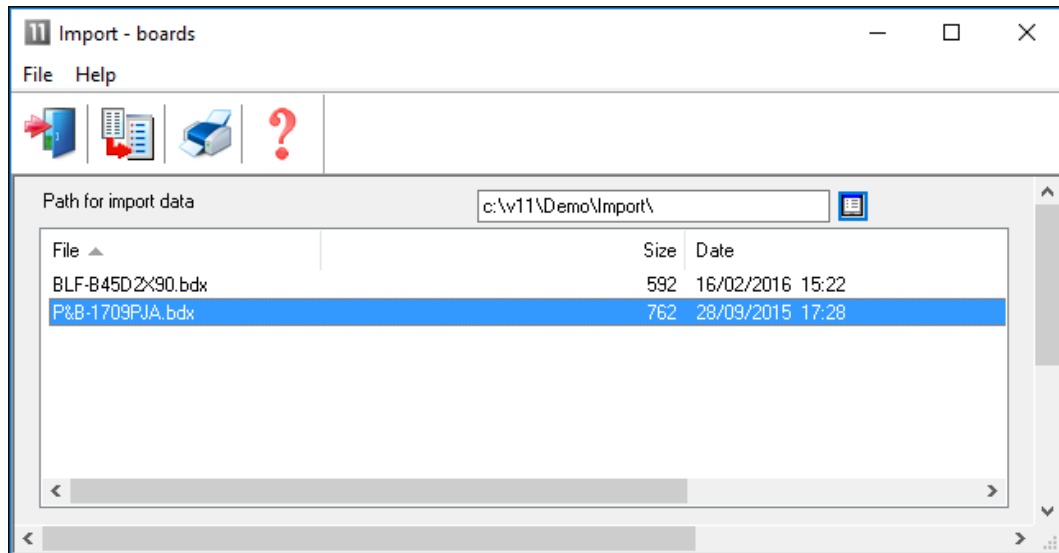 11 Import - boards
File Help
?
Path for import data c:\v11\Demo\Import\
File Size Date
BLF-B45D2X90.bdx 592 16/02/2016 15:22
P&B-1709PJA.bdx 762 28/09/2015 17:28